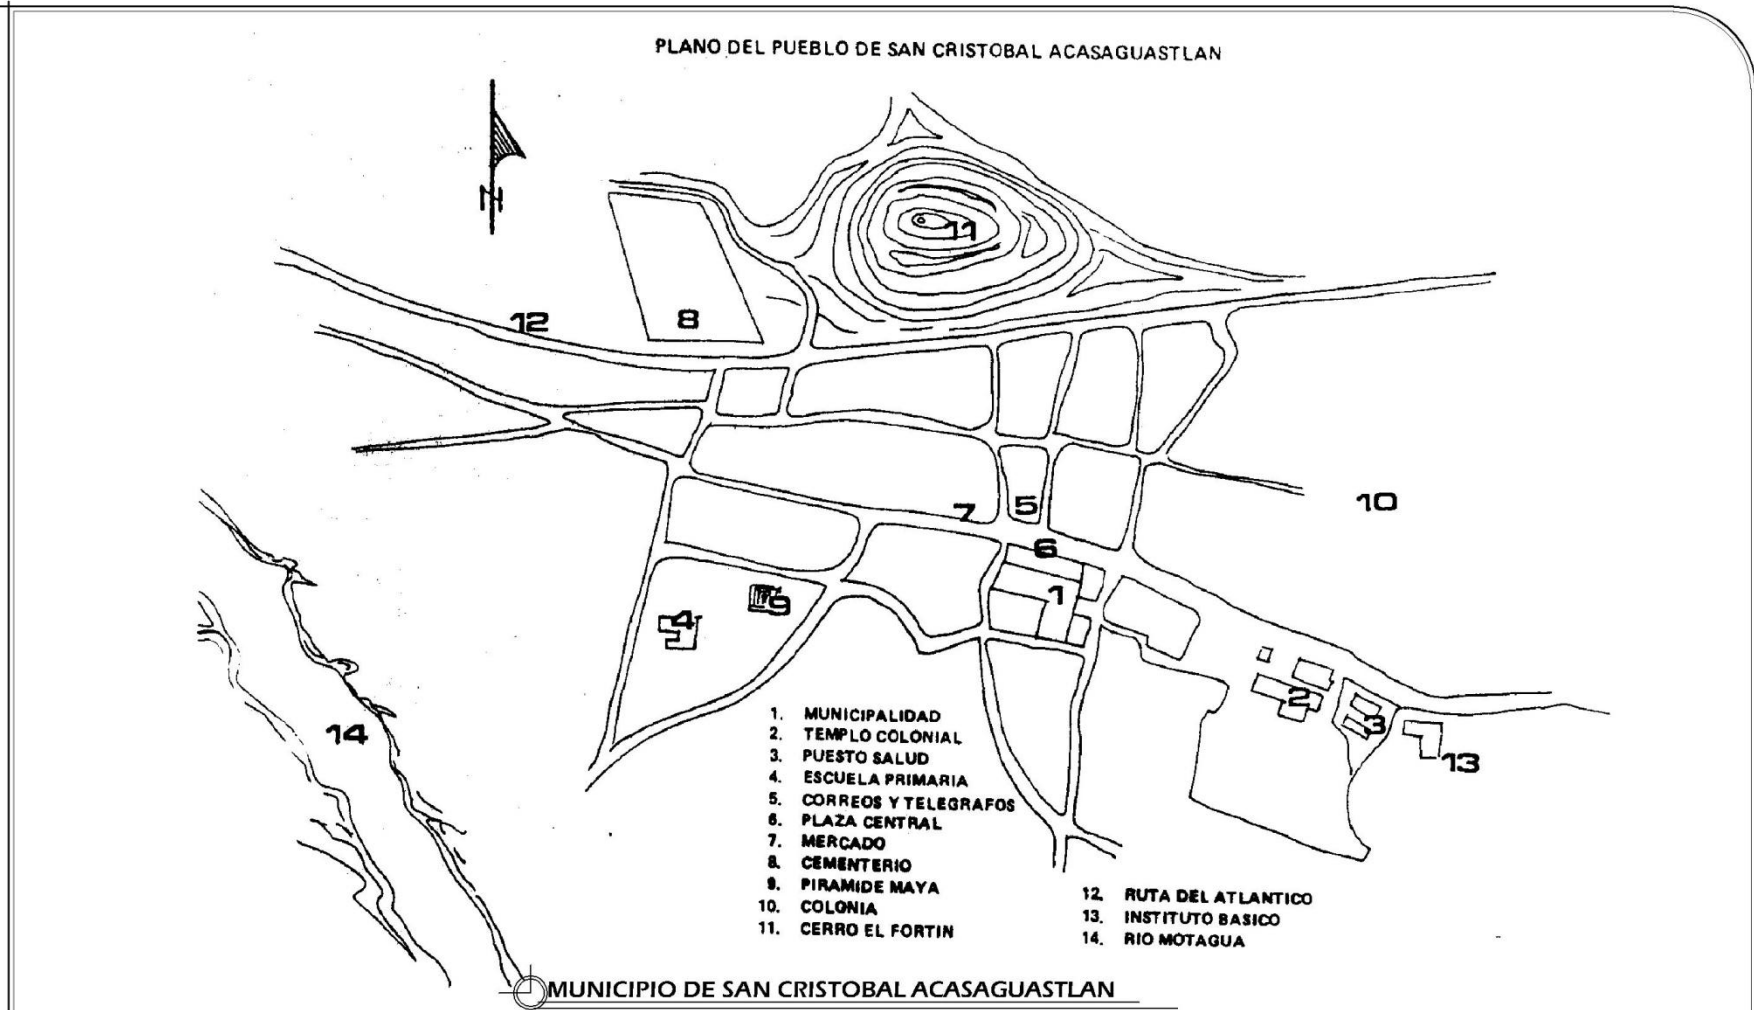 PLANO DEL PUEBLO DE SAN CRISTOBAL ACASAGUASTLAN
N
11
12
8
10
7
5
6
1
9
4
2
3
13
14
1. MUNICIPALIDAD
2. TEMPLO COLONIAL
3. PUESTO SALUD
4. ESCUELA PRIMARIA
5. CORREOS Y TELEGRAFOS
6. PLAZA CENTRAL
7. MERCADO
8. CEMENTERIO
9. PIRAMIDE MAYA
10. COLONIA
11. CERRO EL FORTIN
12. RUTA DEL ATLANTICO
13. INSTITUTO BASICO
14. RIO MOTAGUA
MUNICIPIO DE SAN CRISTOBAL ACASAGUASTLAN